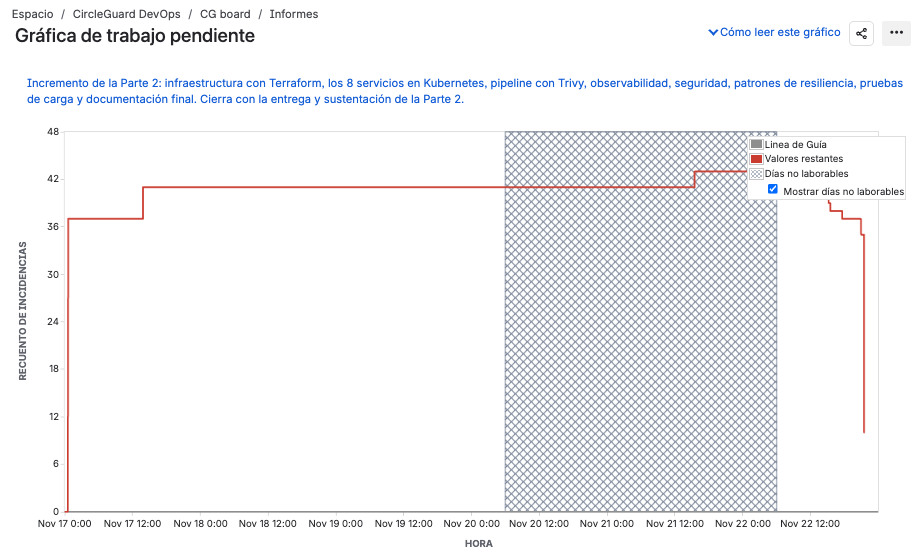 Espacio / CircleGuard DevOps / CG board / Informes
Gráfica de trabajo pendiente
Cómo leer este gráfico
Incremento de la Parte 2: infraestructura con Terraform, los 8 servicios en Kubernetes, pipeline con Trivy, observabilidad, seguridad, patrones de resiliencia, pruebas
de carga y documentación final. Cierra con la entrega y sustentación de la Parte 2.
Linea de Guía
Valores restantes
Días no laborables
Mostrar días no laborables
RECUENTO DE INCIDENCIAS
48
42
36
30
24
18
12
6
0
Nov 17 0:00 Nov 17 12:00 Nov 18 0:00 Nov 18 12:00 Nov 19 0:00 Nov 19 12:00 Nov 20 0:00 Nov 20 12:00 Nov 21 0:00 Nov 21 12:00 Nov 22 0:00 Nov 22 12:00
HORA